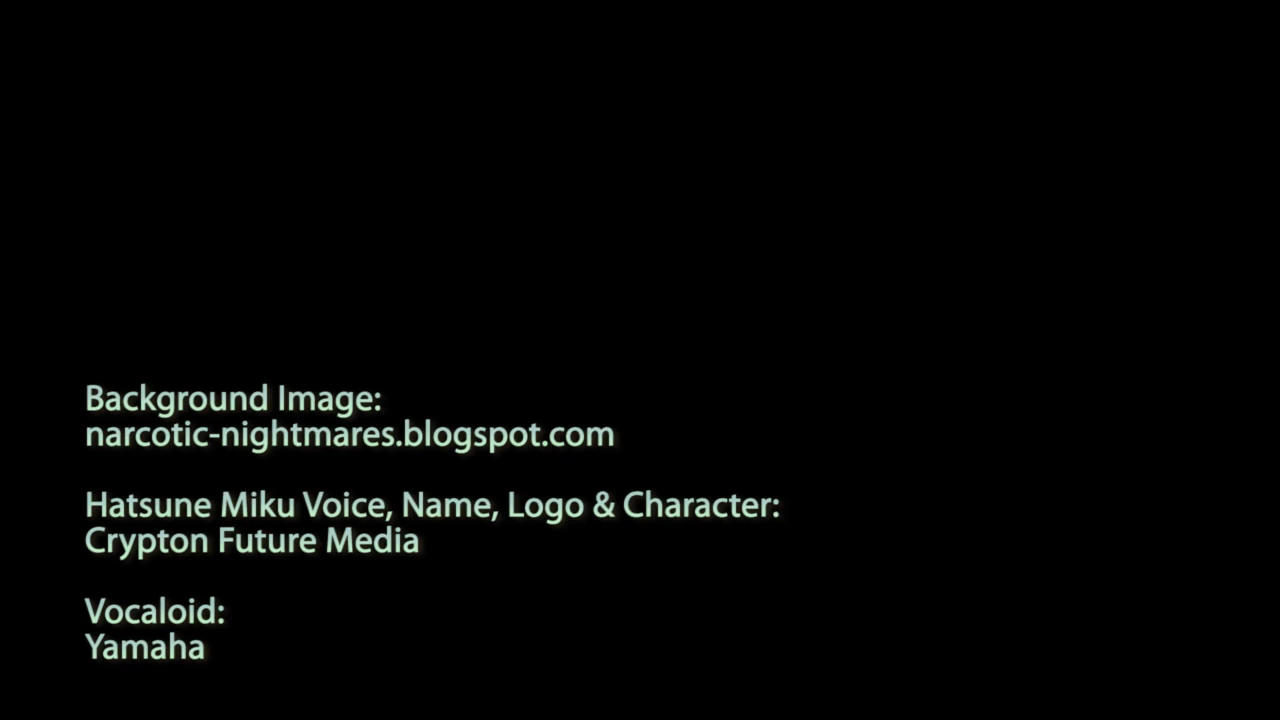 Background Image:
narcotic-nightmares.blogspot.com
Hatsune Miku Voice, Name, Logo & Character:
Crypton Future Media
Vocaloid:
Yamaha